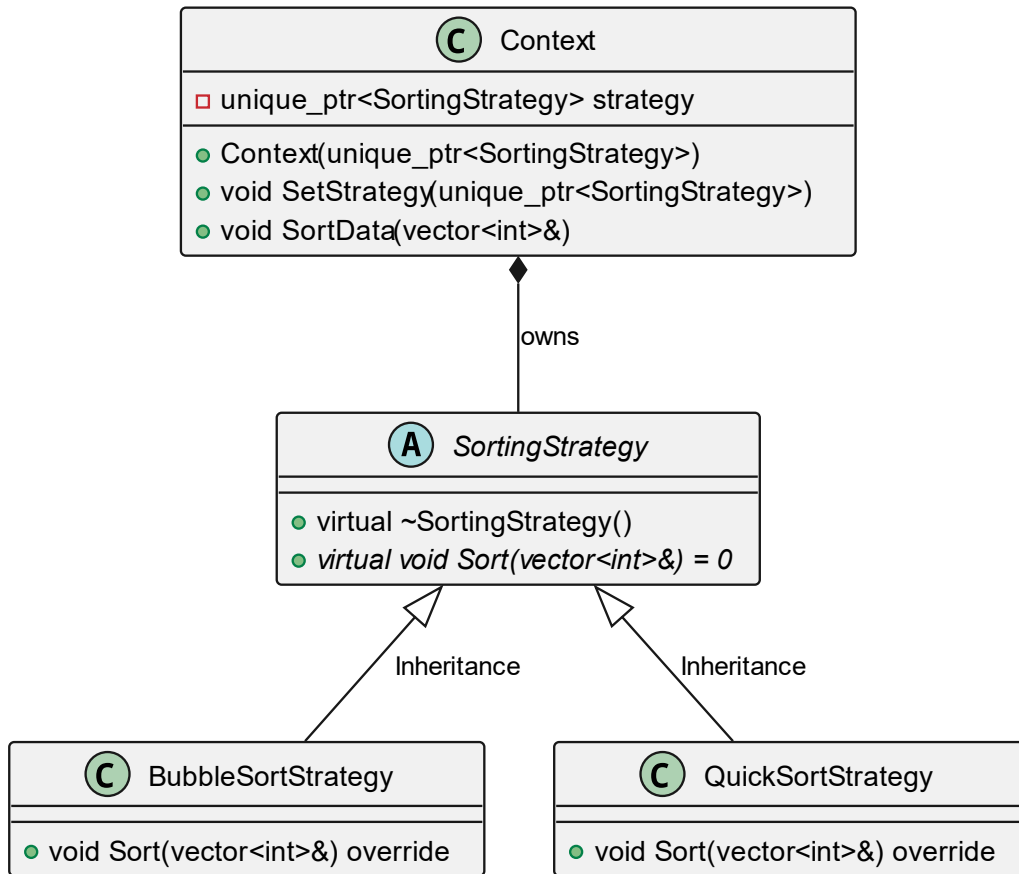 C Context
unique_ptr<SortingStrategy> strategy
Context(unique_ptr<SortingStrategy>)
void SetStrategy(unique_ptr<SortingStrategy>)
void SortData(vector<int>&)
owns
A SortingStrategy
virtual ~SortingStrategy()
virtual void Sort(vector<int>&) = 0
Inheritance
Inheritance
C BubbleSortStrategy
void Sort(vector<int>&) override
C QuickSortStrategy
void Sort(vector<int>&) override